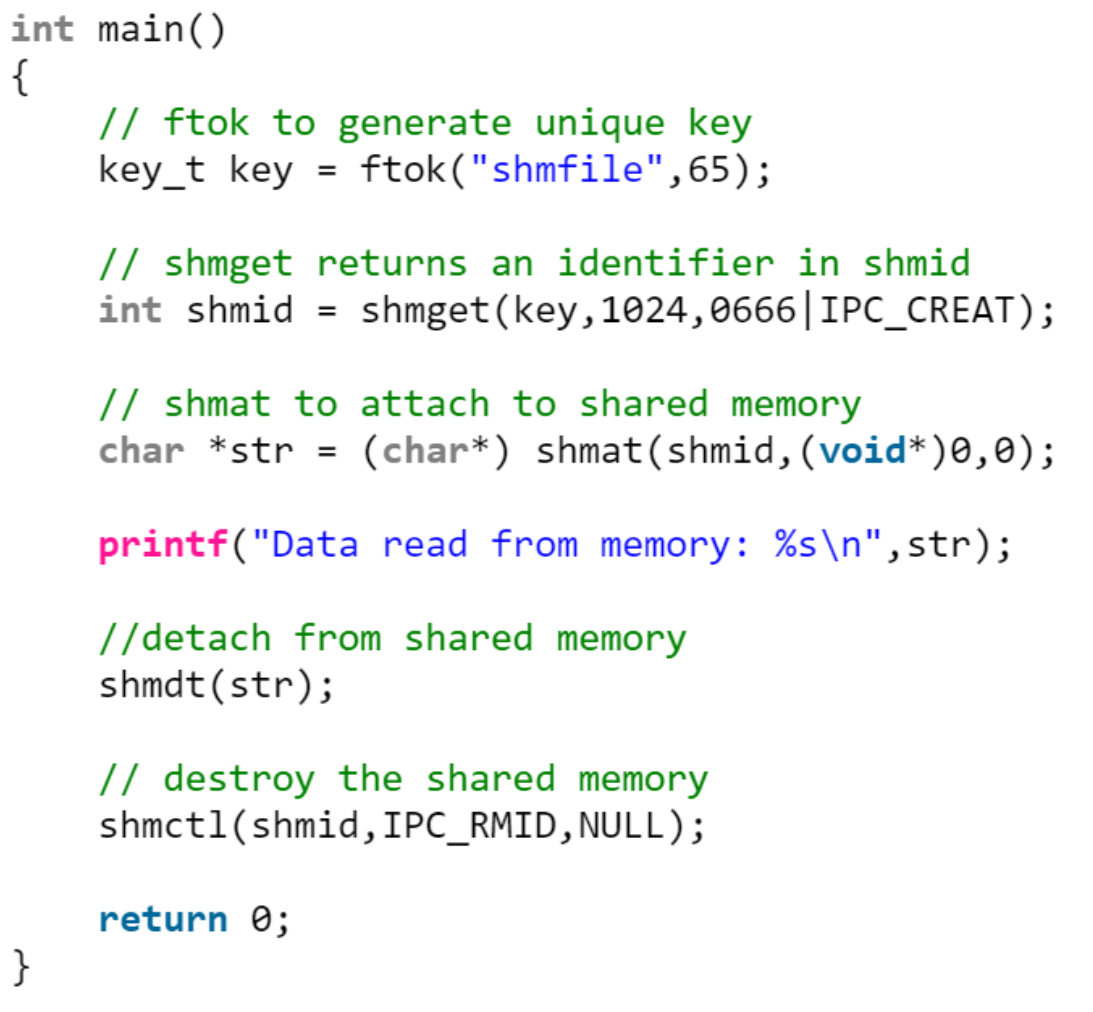 int main()
{
    // ftok to generate unique key
    key_t key = ftok("shmfile",65);

    // shmget returns an identifier in shmid
    int shmid = shmget(key,1024,0666|IPC_CREAT);

    // shmat to attach to shared memory
    char *str = (char*) shmat(shmid,(void*)0,0);

    printf("Data read from memory: %s\n",str);

    //detach from shared memory
    shmdt(str);

    // destroy the shared memory
    shmctl(shmid,IPC_RMID,NULL);

    return 0;
}